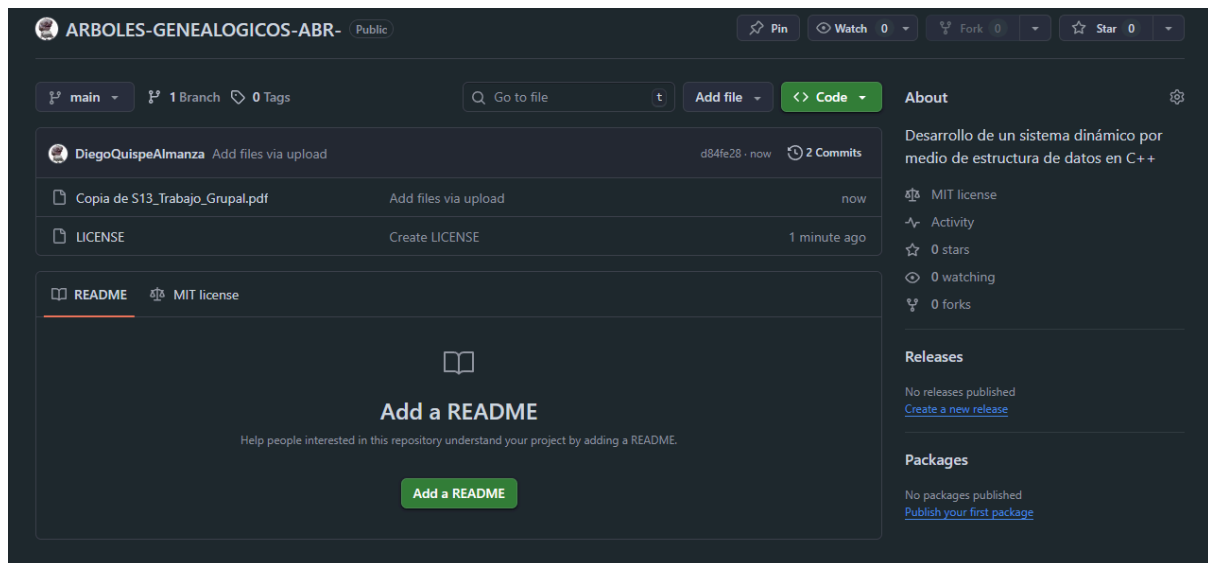 ARBOLES-GENEALOGICOS-ABR- Public
Pin
Watch 0
Fork 0
Star 0
main
1 Branch
0 Tags
Go to file
t
Add file
Code
DiegoQuispeAlmanza Add files via upload
d84fe28 · now
2 Commits
Copia de S13_Trabajo_Grupal.pdf
Add files via upload
now
LICENSE
Create LICENSE
1 minute ago
README
MIT license
Add a README
Help people interested in this repository understand your project by adding a README.
Add a README
About
Desarrollo de un sistema dinámico por
medio de estructura de datos en C++
MIT license
Activity
0 stars
0 watching
0 forks
Releases
No releases published
Create a new release
Packages
No packages published
Publish your first package